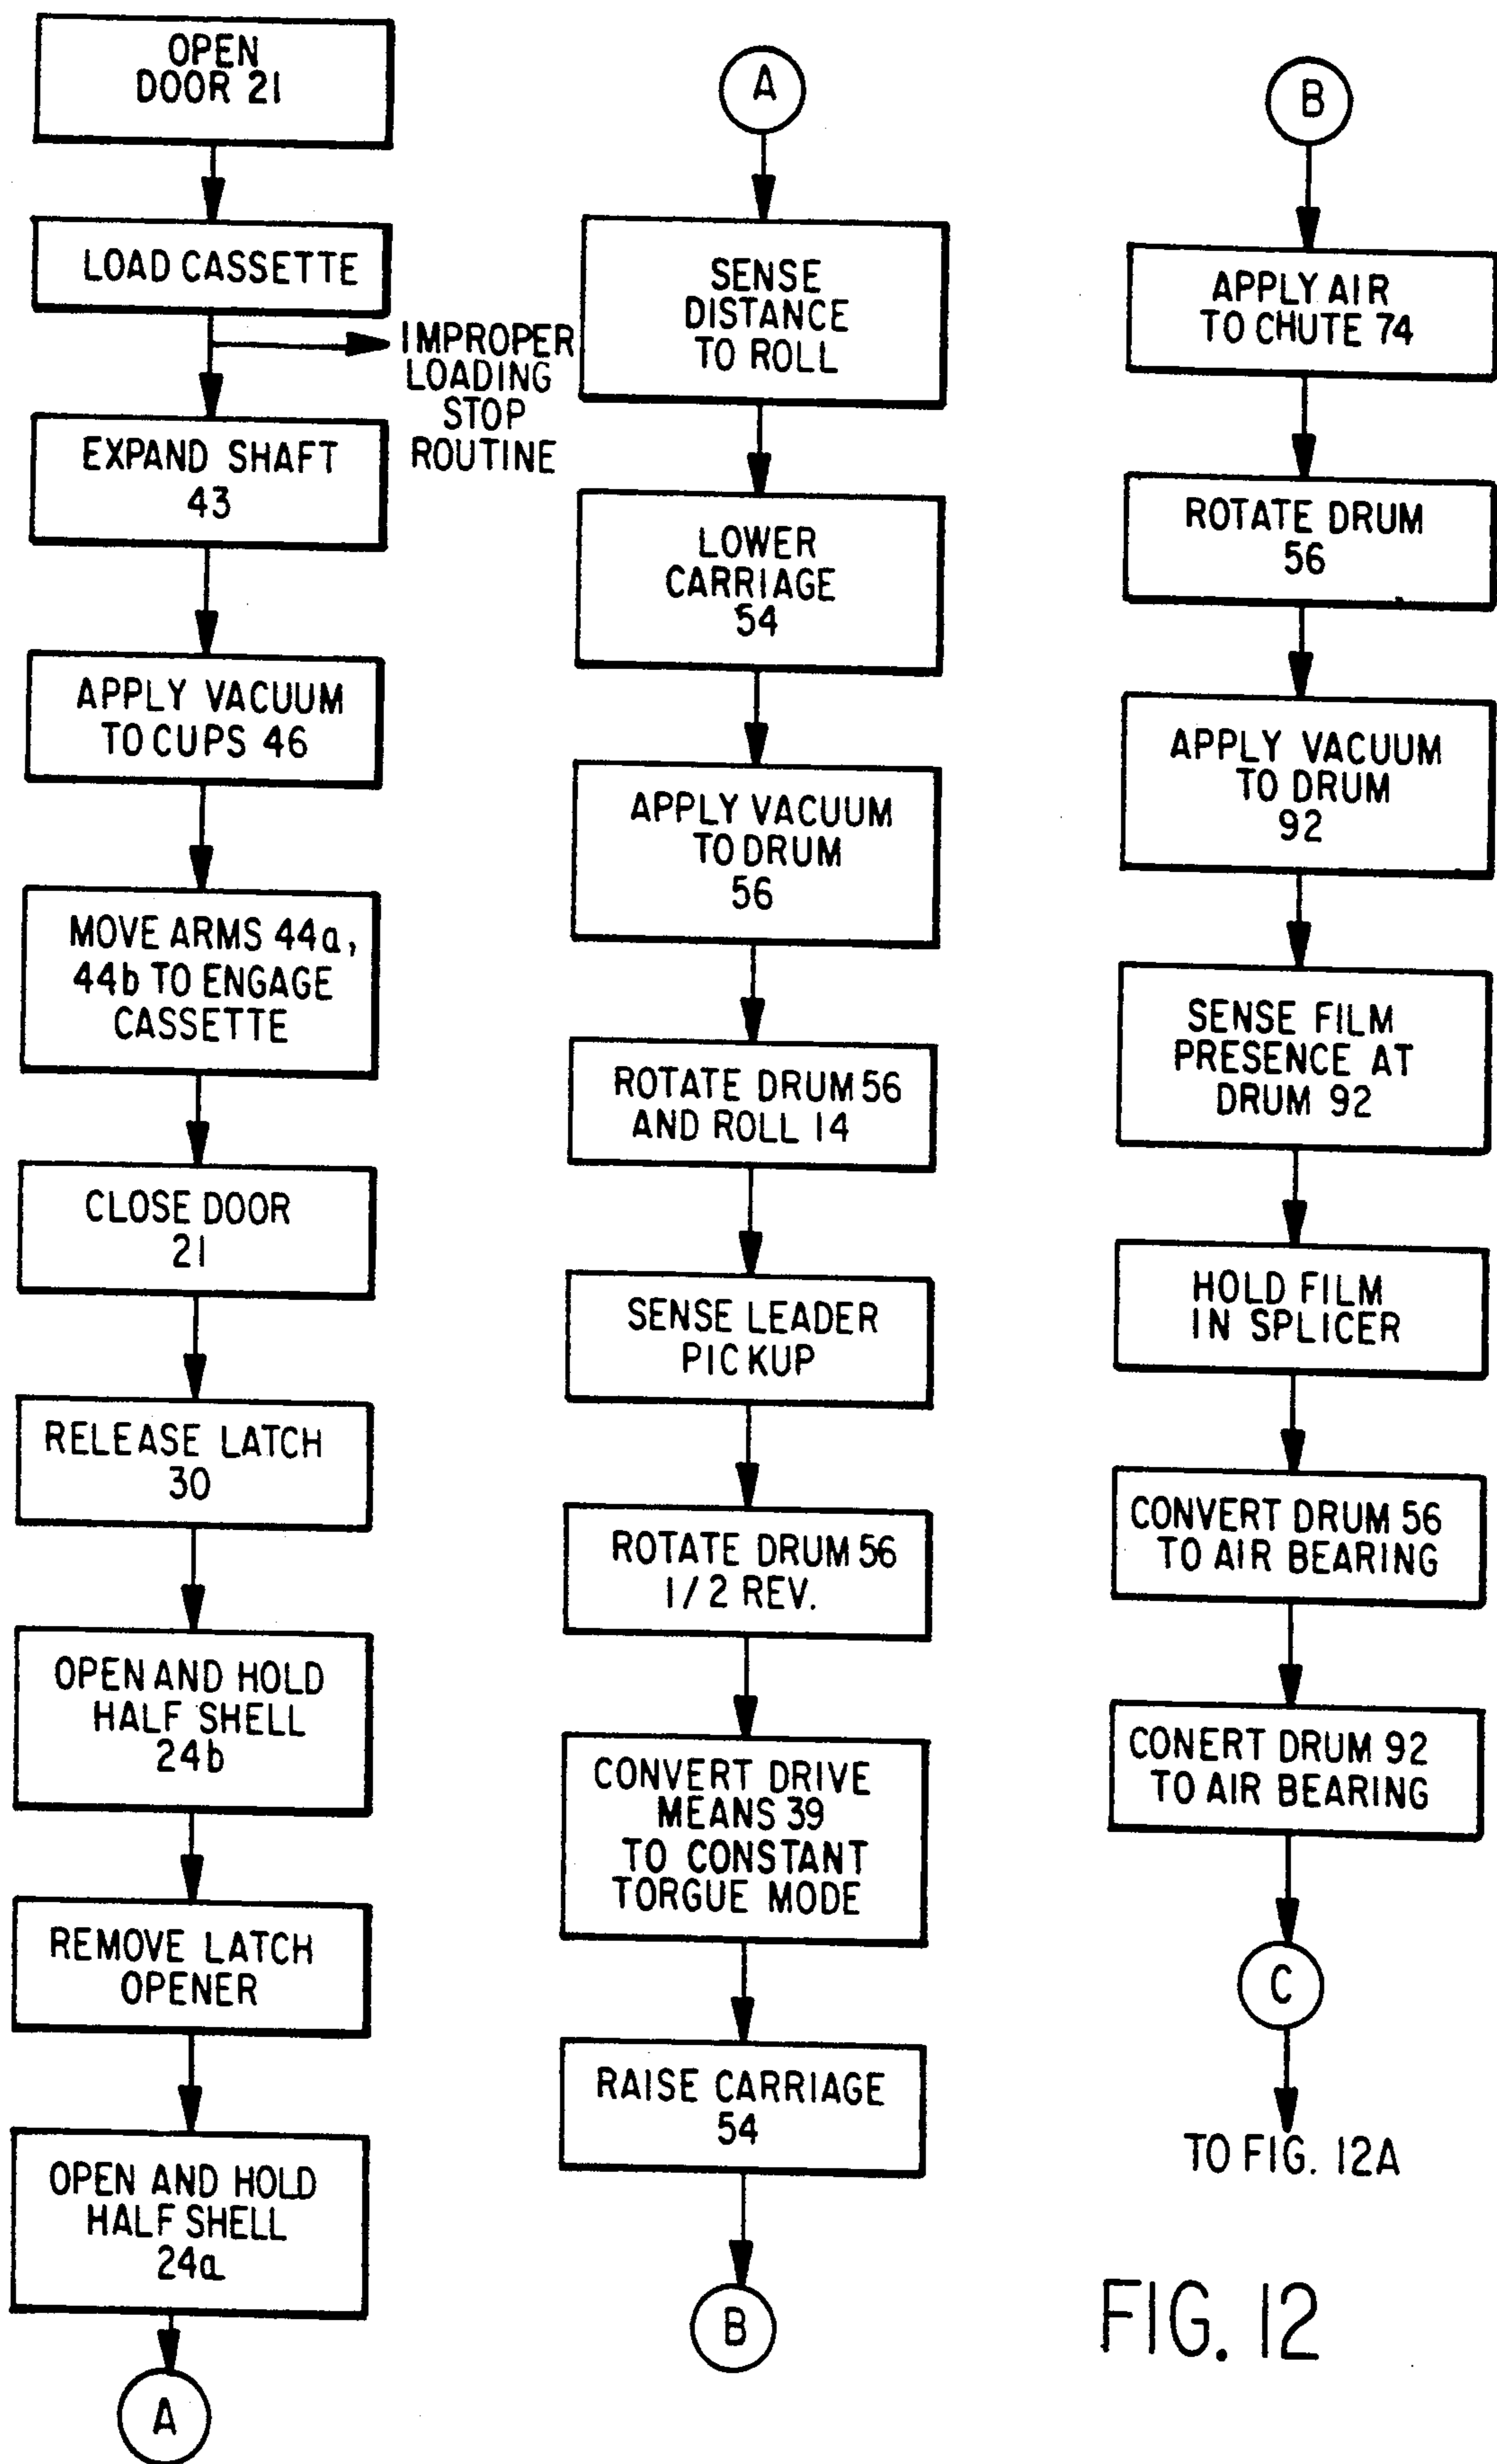 OPEN
DOOR 21
LOAD CASSETTE
IMPROPER
LOADING
STOP
ROUTINE
EXPAND SHAFT
43
APPLY VACUUM
TO CUPS 46
MOVE ARMS 44a,
44b TO ENGAGE
CASSETTE
CLOSE DOOR
21
RELEASE LATCH
30
OPEN AND HOLD
HALF SHELL
24b
REMOVE LATCH
OPENER
OPEN AND HOLD
HALF SHELL
24a
A
A
SENSE
DISTANCE
TO ROLL
LOWER
CARRIAGE
54
APPLY VACUUM
TO DRUM
56
ROTATE DRUM 56
AND ROLL 14
SENSE LEADER
PICKUP
ROTATE DRUM 56
1/2 REV.
CONVERT DRIVE
MEANS 39
TO CONSTANT
TORGUE MODE
RAISE CARRIAGE
54
B
B
APPLY AIR
TO CHUTE 74
ROTATE DRUM
56
APPLY VACUUM
TO DRUM
92
SENSE FILM
PRESENCE AT
DRUM 92
HOLD FILM
IN SPLICER
CONVERT DRUM 56
TO AIR BEARING
CONERT DRUM 92
TO AIR BEARING
C
TO FIG. 12A
FIG. 12